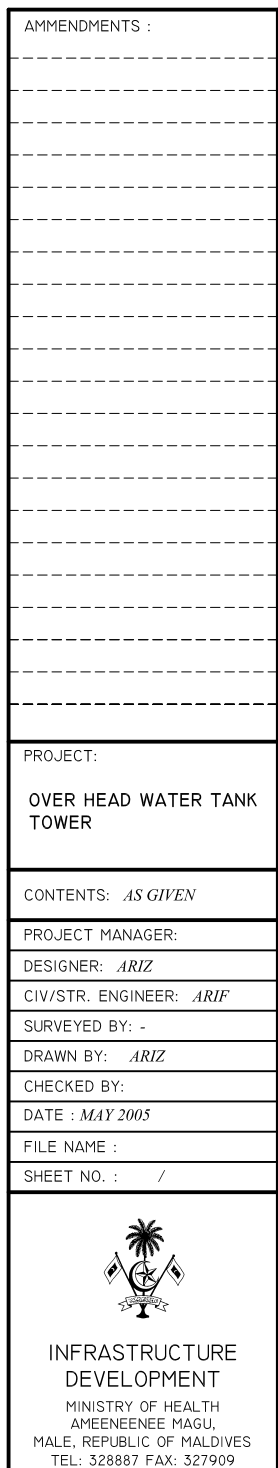 AMMENDMENTS :
PROJECT:
OVER HEAD WATER TANK
TOWER
CONTENTS: AS GIVEN
PROJECT MANAGER:
DESIGNER: ARIZ
CIV/STR. ENGINEER: ARIF
SURVEYED BY: -
DRAWN BY: ARIZ
CHECKED BY:
DATE : MAY 2005
FILE NAME :
SHEET NO. : /
INFRASTRUCTURE
DEVELOPMENT
MINISTRY OF HEALTH
AMEENEENEE MAGU,
MALE, REPUBLIC OF MALDIVES
TEL: 328887 FAX: 327909